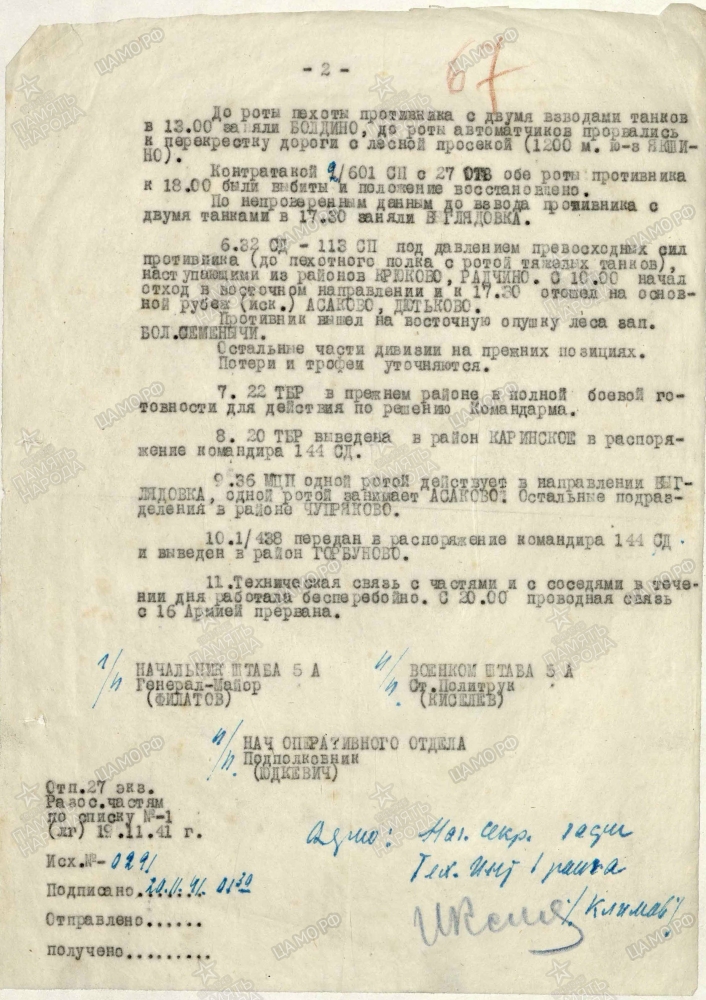 - 2 -
67
До роты пехоты противника с двумя взводами танков
в 13.00 заняли БОЛДИНО, до роты автоматчиков прорвались
к перекрестку дороги с лесной просекой (1200 м. ю-з ЯКШИ-
НО).
Контратакой 2/601 СП с 27 ОТБ обе роты противника
к 18.00 были выбиты и положение восстановлено.
По непроверенным данным до взвода противника с
двумя танками в 17.30 заняли ВЫГЛЯДОВКА.
6.32 СД - 113 СП под давлением превосходных сил
противника (до пехотного полка с ротой тяжелых танков),
наступающими из районов КРЮКОВО, РАДЧИНО. С 10.00 начал
отход в восточном направлении и к 17.30 отошел на основ-
ной рубеж (иск.) АСАКОВО, ДЕТЬКОВО.
Противник вышел на восточную опушку леса зап.
БОЛ.СЕМЕНЫЧИ.
Остальные части дивизии на прежних позициях.
Потери и трофеи уточняются.
7. 22 ТБР в прежнем районе в полной боевой го-
товности для действия по решению Командарма.
8. 20 ТБР выведена в район КАРИНСКОЕ в распоря-
жение командира 144 СД.
9.36 МЦП одной ротой действует в направлении ВЫГ-
ЛЯДОВКА, одной ротой занимает АСАКОВО. Остальные подраз-
деления в районе ЧУПРЯКОВО.
10.1/438 передан в распоряжение командира 144 СД.
и выведен в район ГОРБУНОВО.
11.Техническая связь с частями и с соседями в тече-
нии дня работала бесперебойно. С 20.00 проводная связь
с 16 Армией прервана.
п/п НАЧАЛЬНИК ШТАБА 5 А
Генерал-Майор
(ФИЛАТОВ)
п/п. ВОЕНКОМ ШТАБА 5 А
Ст.Политрук
(КИСЕЛЕВ)
п/п. НАЧ ОПЕРАТИВНОГО ОТДЕЛА
Подполковник
(ЮДКЕВИЧ)
Отп.27 экз.
Разос.частям
по списку №-1
(лг) 19.11.41 г.
Исх.№- 0291
Подписано 20.11.41. 01 30
Отправлено......
получено.........
Верно: Нач. секр. части
Тех. Инт 1 ранга
/Климов/
ЦАМО.РФ
ПАМЯТЬ НАРОДА